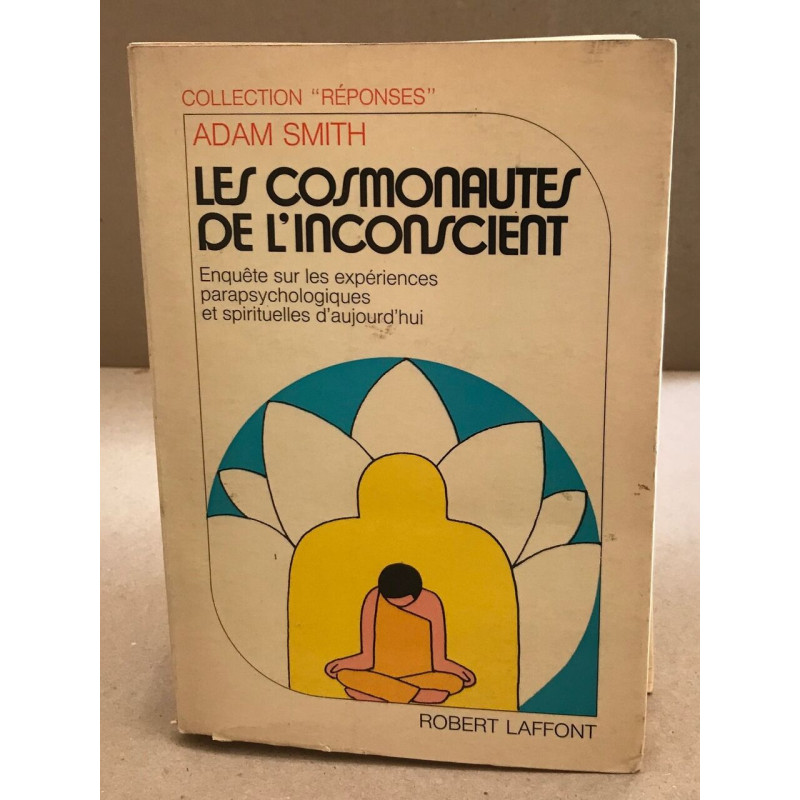 COLLECTION "RÉPONSES"
ADAM SMITH
LES COSMONAUTES
DE L'INCONSCIENT
Enquête sur les expériences
parapsychologiques
et spirituelles d'aujourd'hui
ROBERT LAFFONT